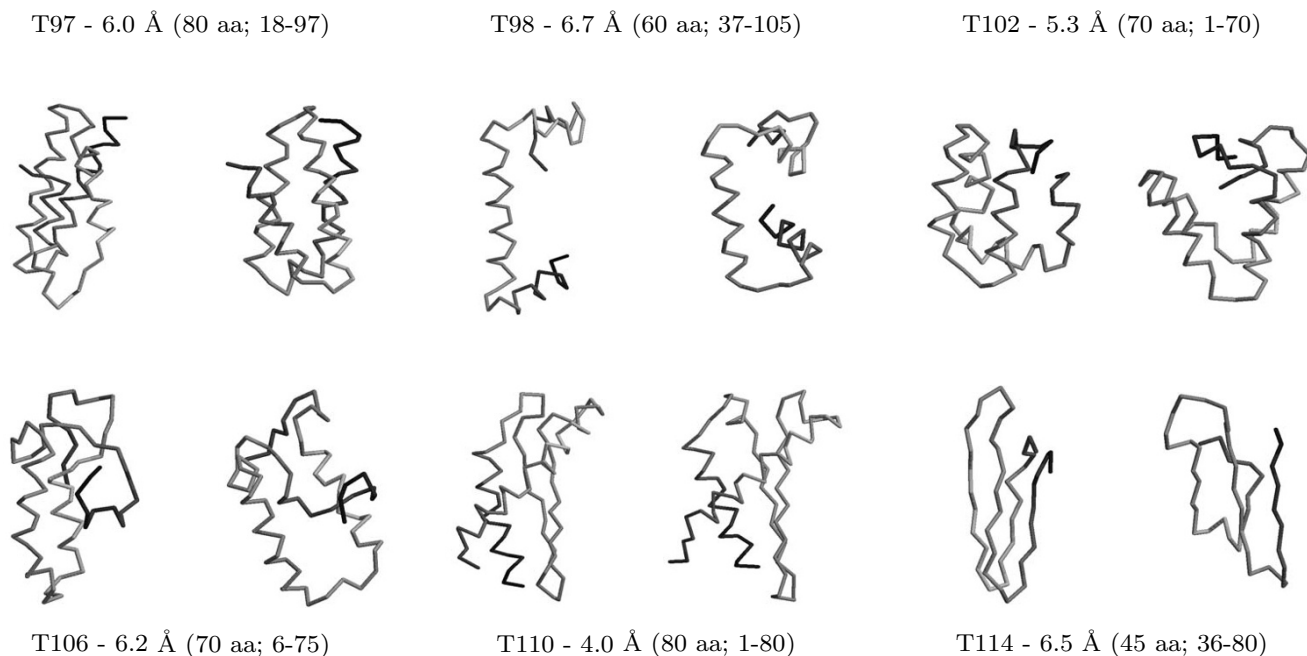 T97 - 6.0 Å (80 aa; 18-97) T98 - 6.7 Å (60 aa; 37-105) T102 - 5.3 Å (70 aa; 1-70)
T106 - 6.2 Å (70 aa; 6-75) T110 - 4.0 Å (80 aa; 1-80) T114 - 6.5 Å (45 aa; 36-80)